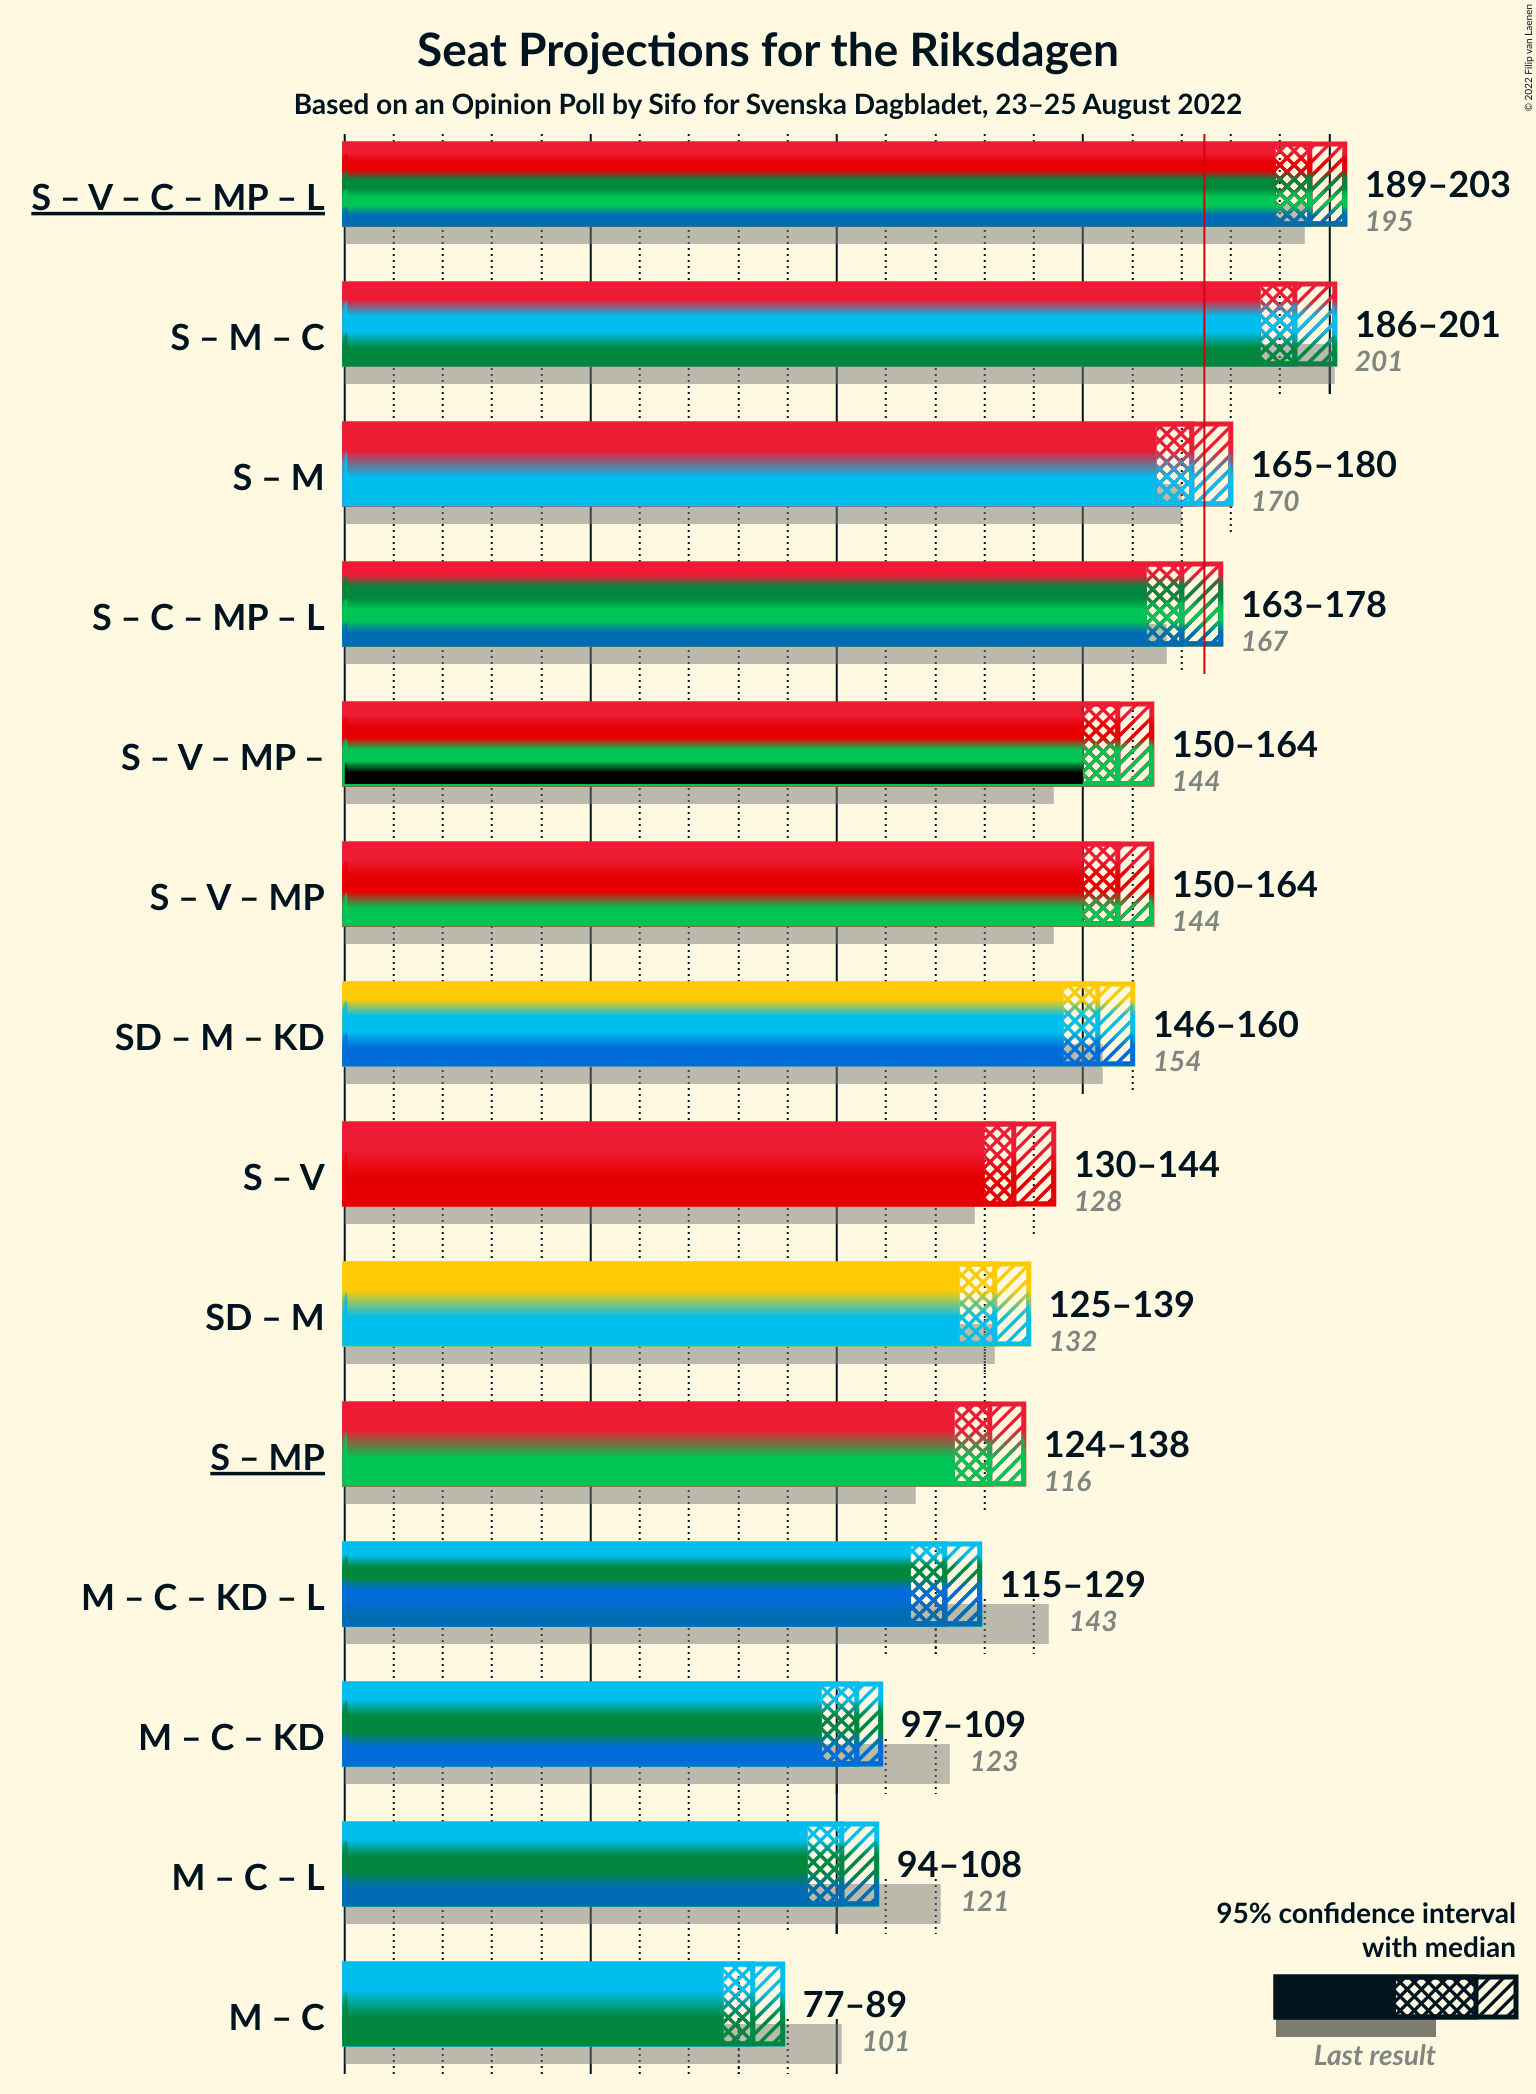 Seat Projections for the Riksdagen
Based on an Opinion Poll by Sifo for Svenska Dagbladet, 23–25 August 2022
© 2022 Filip van Laenen
S – V – C – MP – L
189–203
195
S – M – C
186–201
201
S – M
165–180
170
S – C – MP – L
163–178
167
S – V – MP –
150–164
144
S – V – MP
150–164
144
SD – M – KD
146–160
154
S – V
130–144
128
SD – M
125–139
132
S – MP
124–138
116
M – C – KD – L
115–129
143
M – C – KD
97–109
123
M – C – L
94–108
121
M – C
77–89
101
95% confidence interval
with median
Last result